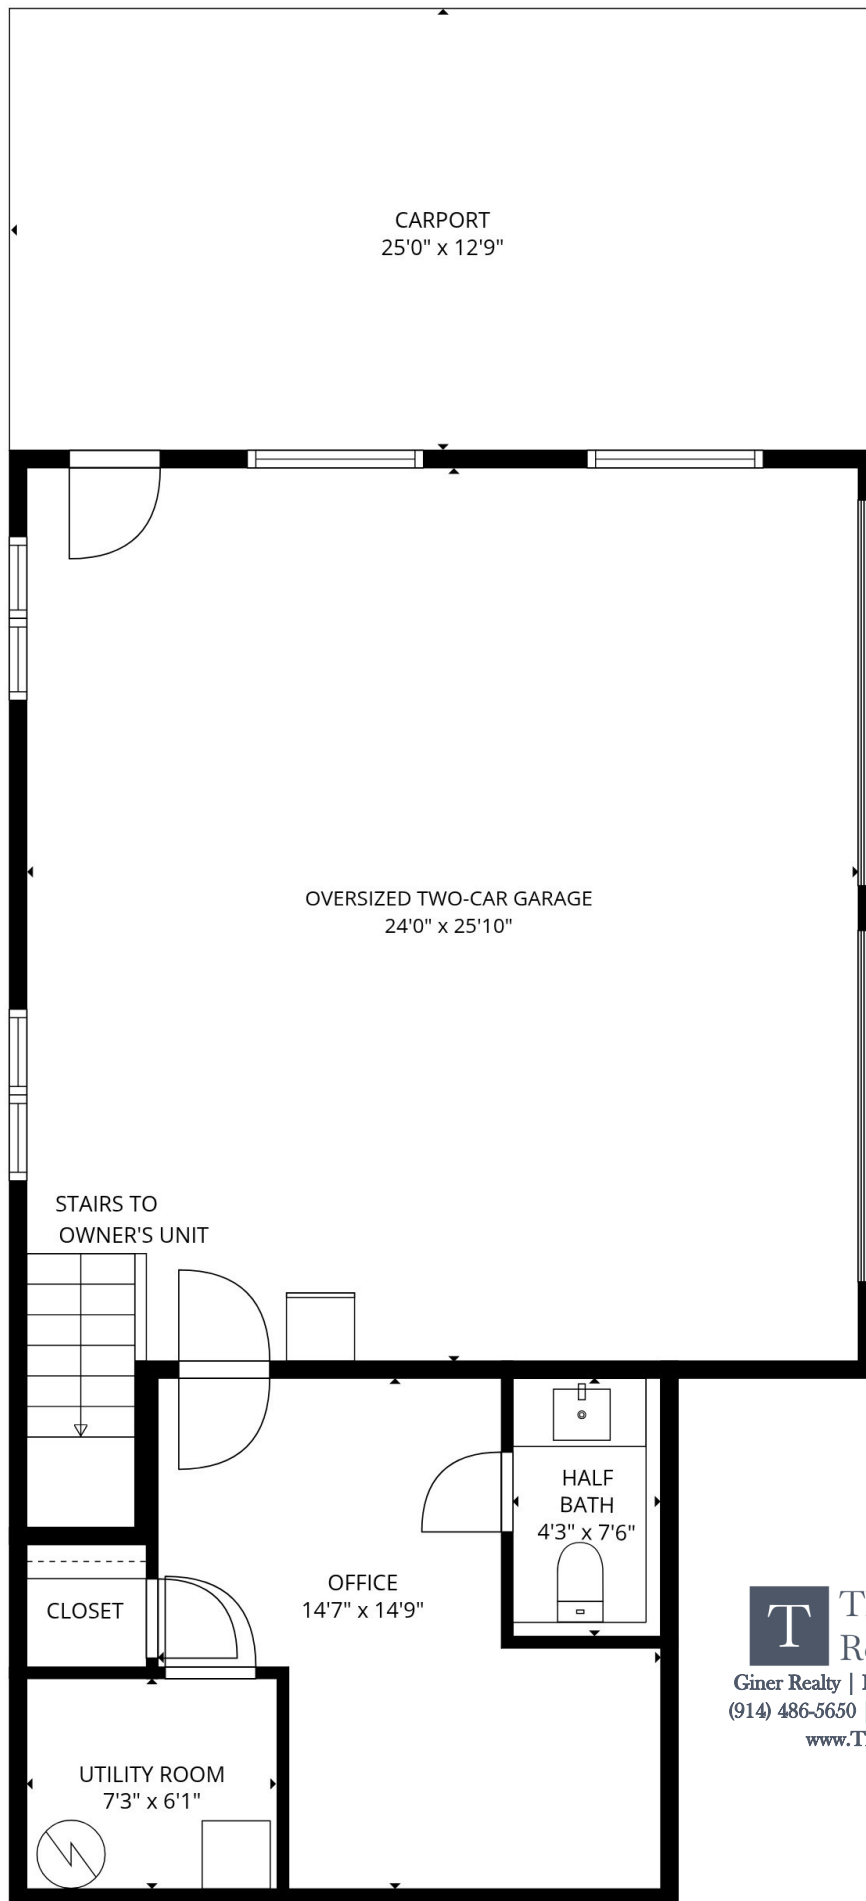 CARPORT
25'0" x 12'9"
OVERSIZED TWO-CAR GARAGE
24'0" x 25'10"
STAIRS TO
OWNER'S UNIT
HALF
BATH
4'3" x 7'6"
OFFICE
14'7" x 14'9"
CLOSET
UTILITY ROOM
7'3" x 6'1"
T
Giner Realty |
(914) 486-5650